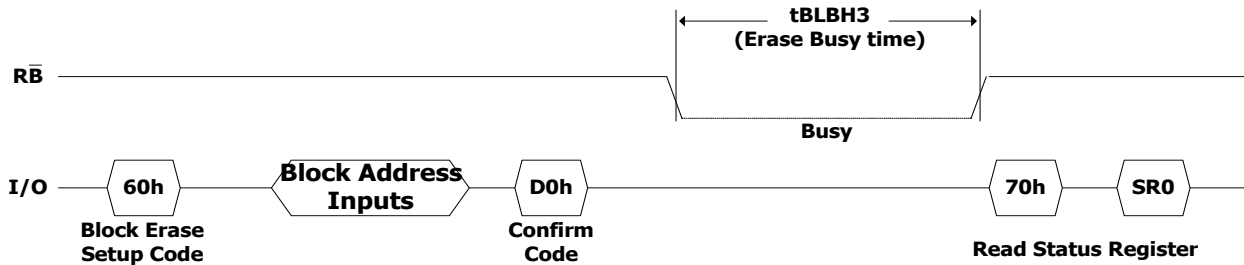 tBLBH3
(Erase Busy time)
RB̅
Busy
I/O
60h
Block Address
Inputs
D0h
70h
SR0
Block Erase
Setup Code
Confirm
Code
Read Status Register